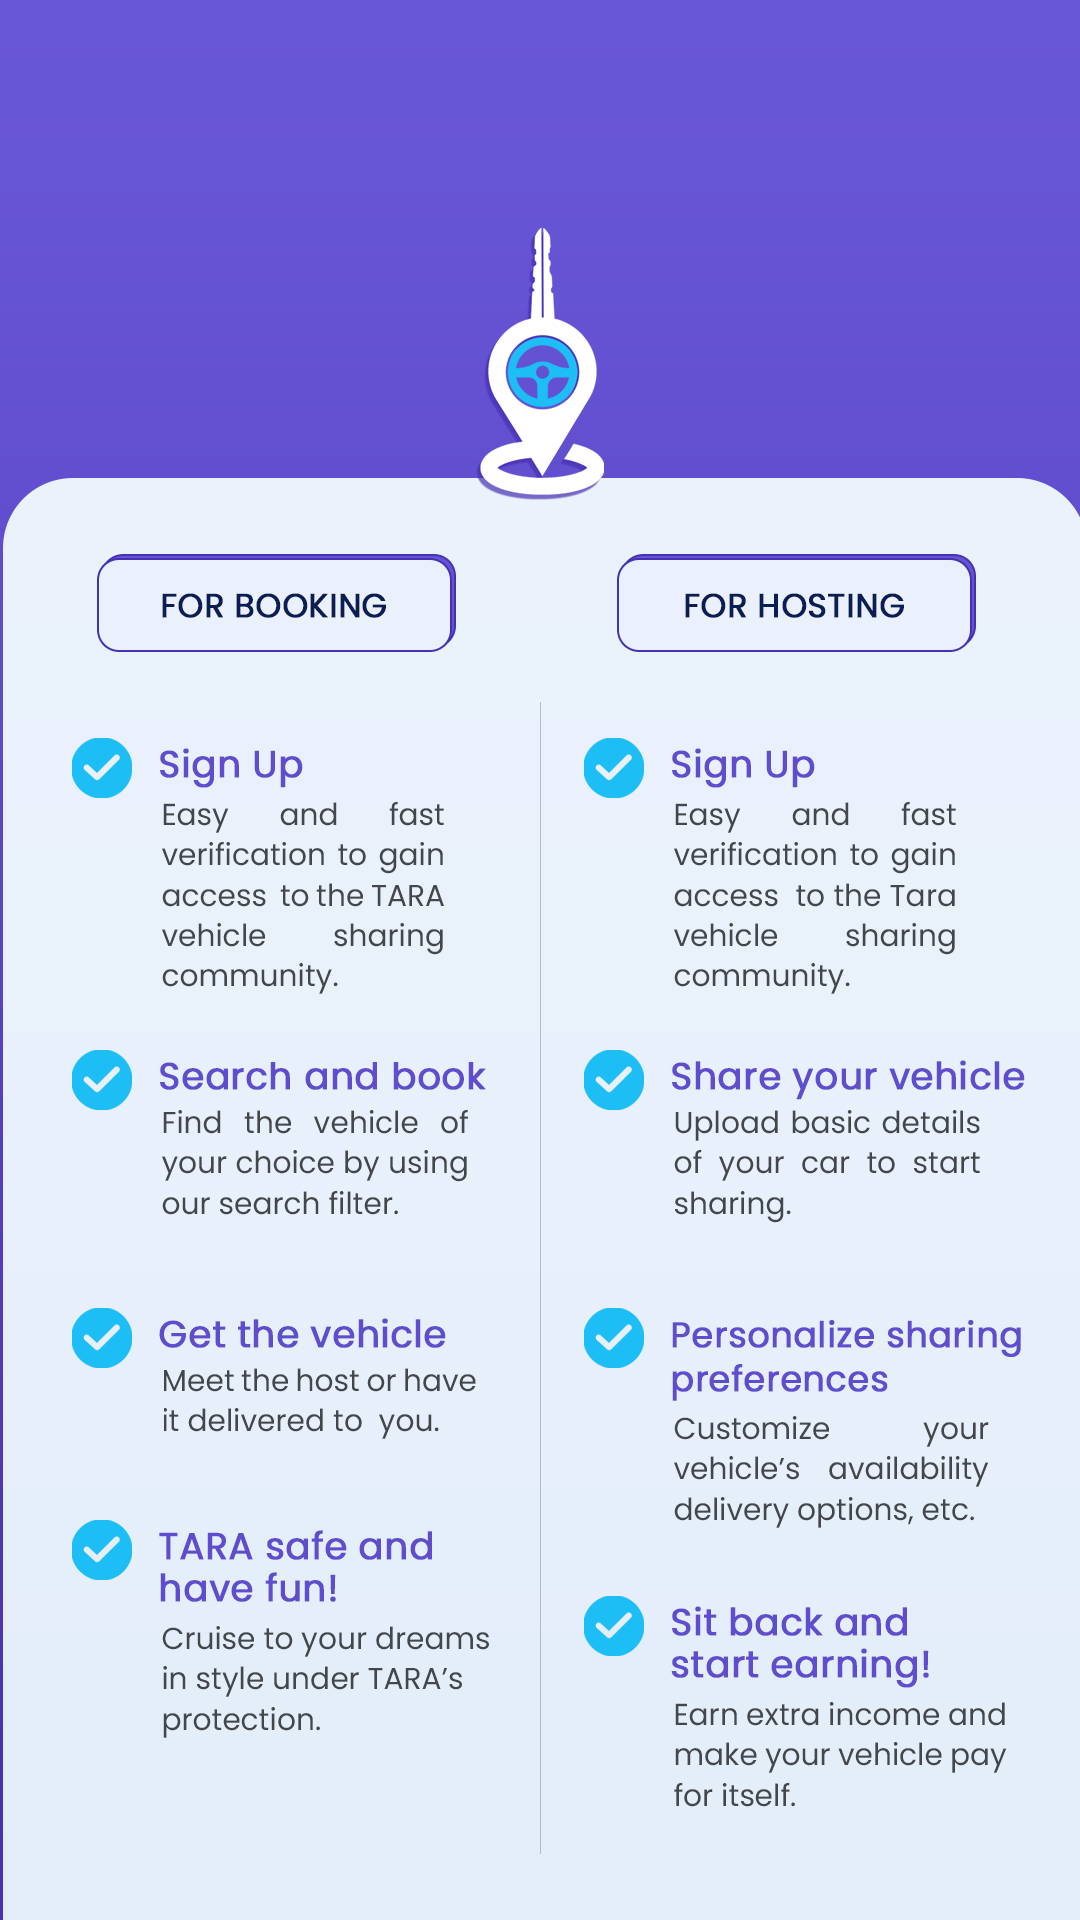 FOR BOOKING
Sign Up
Easy and fast
verification to gain
access to the TARA
vehicle sharing
community.
Search and book
Find the vehicle of
your choice by using
our search filter.
Get the vehicle
Meet the host or have
it delivered to you.
TARA safe and
have fun!
Cruise to your dreams
in style under TARA’s
protection.
FOR HOSTING
Sign Up
Easy and fast
verification to gain
access to the Tara
vehicle sharing
community.
Share your vehicle
Upload basic details
of your car to start
sharing.
Personalize sharing
preferences
Customize your
vehicle’s availability
delivery options, etc.
Sit back and
start earning!
Earn extra income and
make your vehicle pay
for itself.